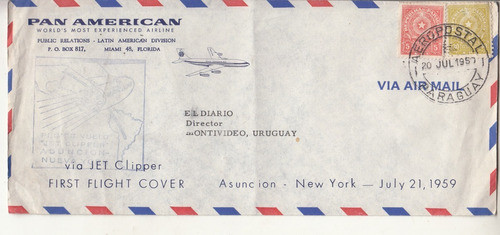 PAN AMERICAN
WORLD'S MOST EXPERIENCED AIRLINE
PUBLIC RELATIONS - LATIN AMERICAN DIVISION
P. O. BOX 817, MIAMI 48, FLORIDA
AEROPOSTAL
20 JUL 1959
PARAGUAY
VIA AIR MAIL
EL DIARIO
Director
MONTIVIDEO, URUGUAY
ASUNCION
NUEVA
via JET Clipper
FIRST FLIGHT COVER Asuncion - New York — July 21, 1959